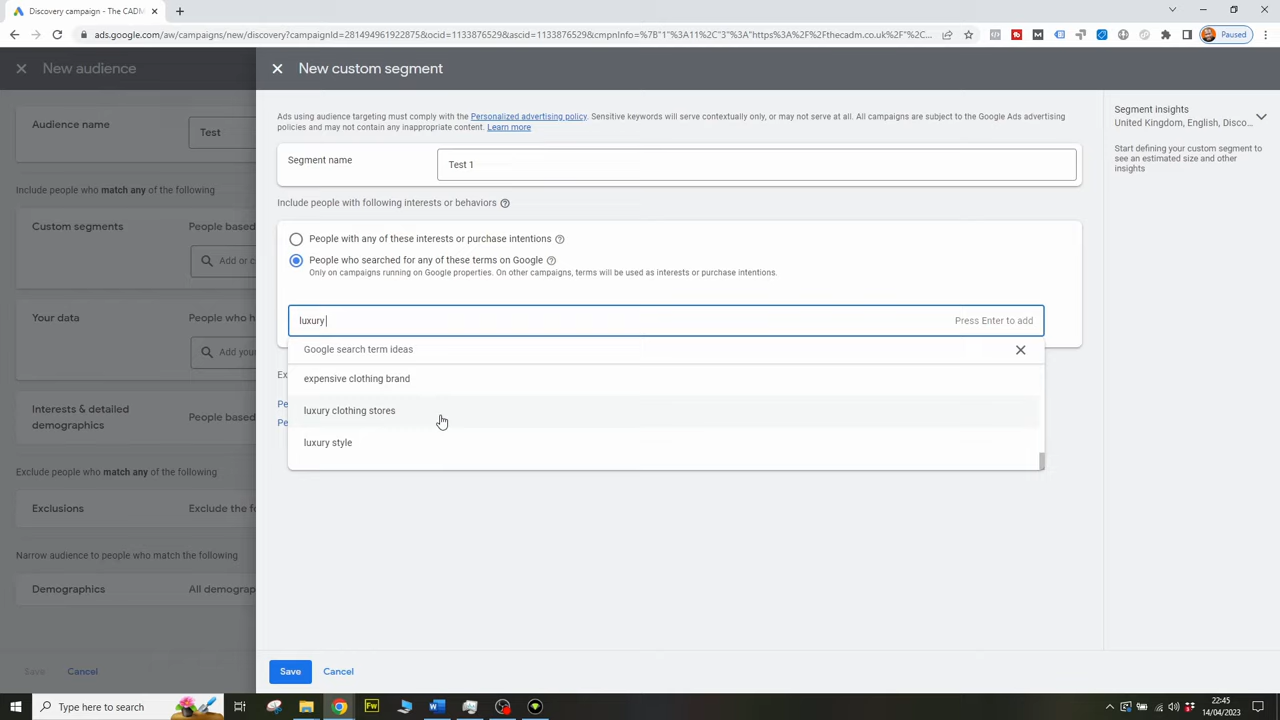 Discovery campaign - The CADM
ads.google.com/aw/campaigns/new/discovery?campaignId=281494961922875&ocid=1133876529&ascid=1133876529&cmpnInfo=%7B"1"%3A11%2C"3"%3A"https%3A%2F%2Fthecadm.co.uk%2F"%2C...
Paused
New audience
New custom segment
Audience name
Test
Ads using audience targeting must comply with the Personalized advertising policy. Sensitive keywords will serve contextually only, or may not serve at all. All campaigns are subject to the Google Ads advertising
policies and may not contain any inappropriate content. Learn more
Segment insights
United Kingdom, English, Disco...
Start defining your custom segment to
see an estimated size and other
insights
Segment name
Test 1
Include people who match any of the following
Include people with following interests or behaviors
Custom segments
People based
Add or c
People with any of these interests or purchase intentions
People who searched for any of these terms on Google
Only on campaigns running on Google properties. On other campaigns, terms will be used as interests or purchase intentions.
Your data
People who h
Add your
luxury
Press Enter to add
Google search term ideas
expensive clothing brand
luxury clothing stores
luxury style
Ex
Pe
Pe
Interests & detailed
demographics
People based
Exclude people who match any of the following
Exclusions
Exclude the f
Narrow audience to people who match the following
Demographics
All demograp
Save
Cancel
Save
Cancel
Type here to search
22:45
14/04/2023